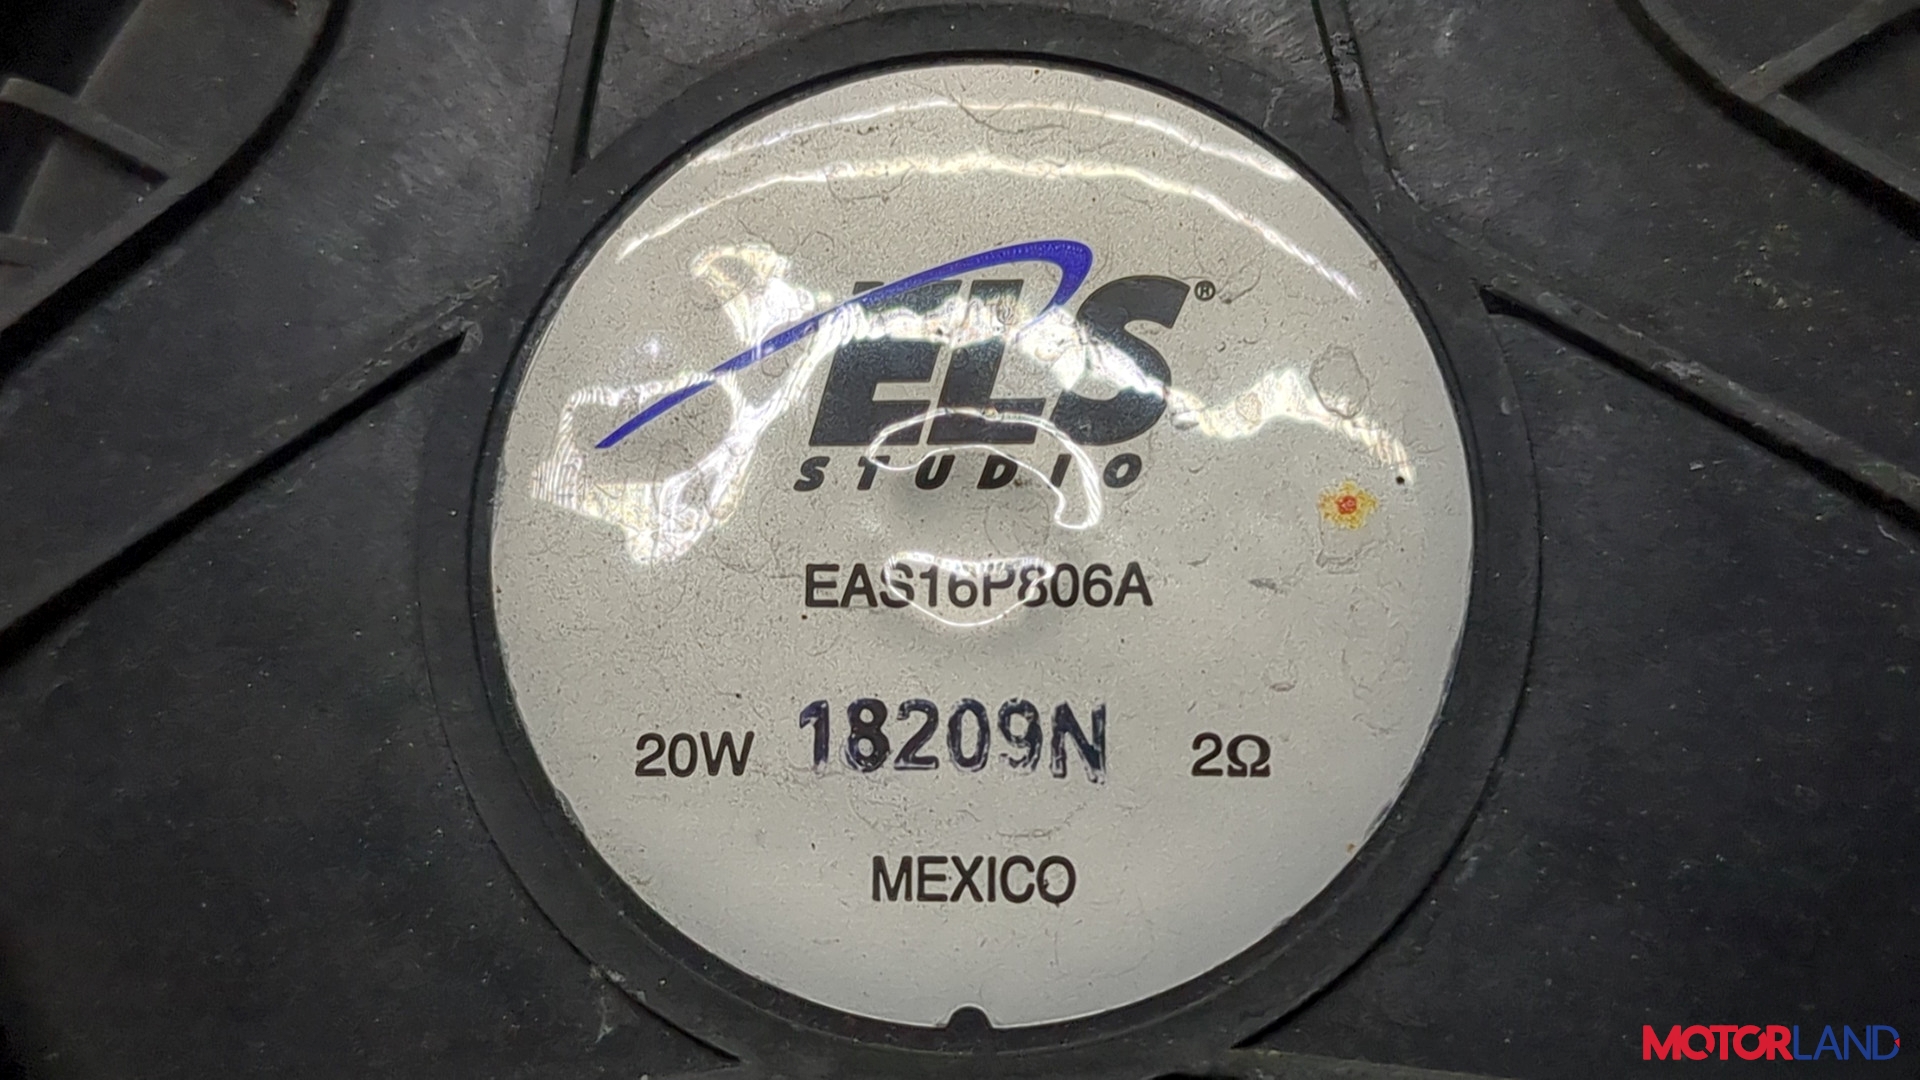 ELS®
STUDIO
EAS16P806A
20W 18209N 2Ω
MEXICO
MOTORLAND